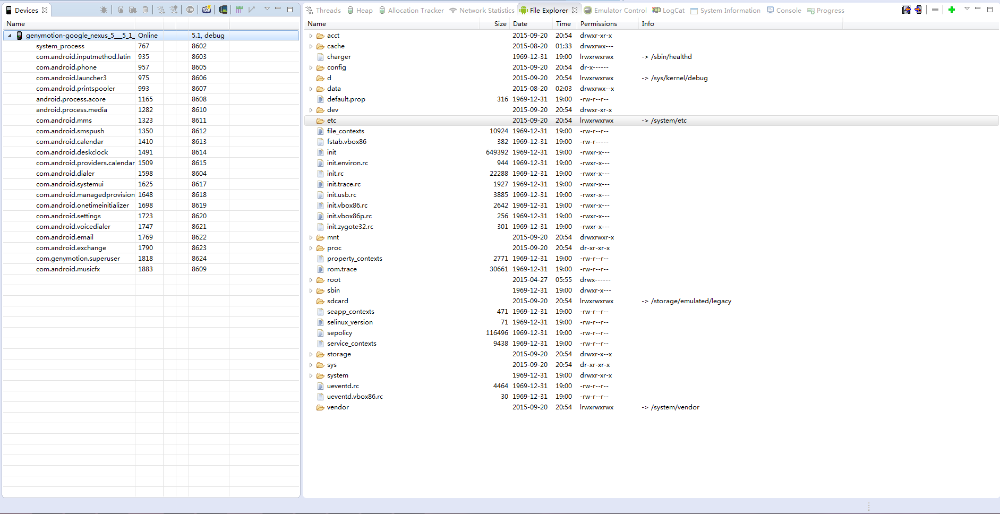 Devices
Name
genymotion-google_nexus_5__5_1_ Online 5.1, debug
system_process 767 8602
com.android.inputmethod.latin 935 8603
com.android.phone 957 8605
com.android.launcher3 975 8606
com.android.printspooler 993 8607
android.process.acore 1165 8608
android.process.media 1282 8610
com.android.mms 1323 8611
com.android.smspush 1350 8612
com.android.calendar 1410 8613
com.android.deskclock 1491 8614
com.android.providers.calendar 1509 8615
com.android.dialer 1598 8604
com.android.systemui 1625 8617
com.android.managedprovision 1648 8618
com.android.onetimeinitializer 1698 8619
com.android.settings 1723 8620
com.android.voicedialer 1747 8621
com.android.email 1769 8622
com.android.exchange 1790 8623
com.genymotion.superuser 1818 8624
com.android.musicfx 1883 8609
Threads Heap Allocation Tracker Network Statistics File Explorer Emulator Control LogCat System Information Console Progress
Name Size Date Time Permissions Info
acct 2015-09-20 20:54 drwxr-xr-x
cache 2015-08-20 01:33 drwxrwx---
charger 1969-12-31 19:00 lrwxrwxrwx -> /sbin/healthd
config 2015-09-20 20:54 dr-x------
d 2015-09-20 20:54 lrwxrwxrwx -> /sys/kernel/debug
data 2015-08-20 02:03 drwxrwx--x
default.prop 316 1969-12-31 19:00 -rw-r--r--
dev 2015-09-20 20:54 drwxr-xr-x
etc 2015-09-20 20:54 lrwxrwxrwx -> /system/etc
file_contexts 10924 1969-12-31 19:00 -rw-r--r--
fstab.vbox86 382 1969-12-31 19:00 -rw-r-----
init 649392 1969-12-31 19:00 -rwxr-x---
init.environ.rc 944 1969-12-31 19:00 -rwxr-x---
init.rc 22288 1969-12-31 19:00 -rwxr-x---
init.trace.rc 1927 1969-12-31 19:00 -rwxr-x---
init.usb.rc 3885 1969-12-31 19:00 -rwxr-x---
init.vbox86.rc 2642 1969-12-31 19:00 -rwxr-x---
init.vbox86p.rc 256 1969-12-31 19:00 -rwxr-x---
init.zygote32.rc 301 1969-12-31 19:00 -rwxr-x---
mnt 2015-09-20 20:54 drwxrwxr-x
proc 2015-09-20 20:54 dr-xr-xr-x
property_contexts 2771 1969-12-31 19:00 -rw-r--r--
rom.trace 30661 1969-12-31 19:00 -rw-r--r--
root 2015-04-27 05:55 drwx------
sbin 1969-12-31 19:00 drwxr-x---
sdcard 2015-09-20 20:54 lrwxrwxrwx -> /storage/emulated/legacy
seapp_contexts 471 1969-12-31 19:00 -rw-r--r--
selinux_version 71 1969-12-31 19:00 -rw-r--r--
sepolicy 116496 1969-12-31 19:00 -rw-r--r--
service_contexts 9438 1969-12-31 19:00 -rw-r--r--
storage 2015-09-20 20:54 drwxr-x--x
sys 2015-09-20 20:54 dr-xr-xr-x
system 1969-12-31 19:00 drwxr-xr-x
ueventd.rc 4464 1969-12-31 19:00 -rw-r--r--
ueventd.vbox86.rc 30 1969-12-31 19:00 -rw-r--r--
vendor 2015-09-20 20:54 lrwxrwxrwx -> /system/vendor